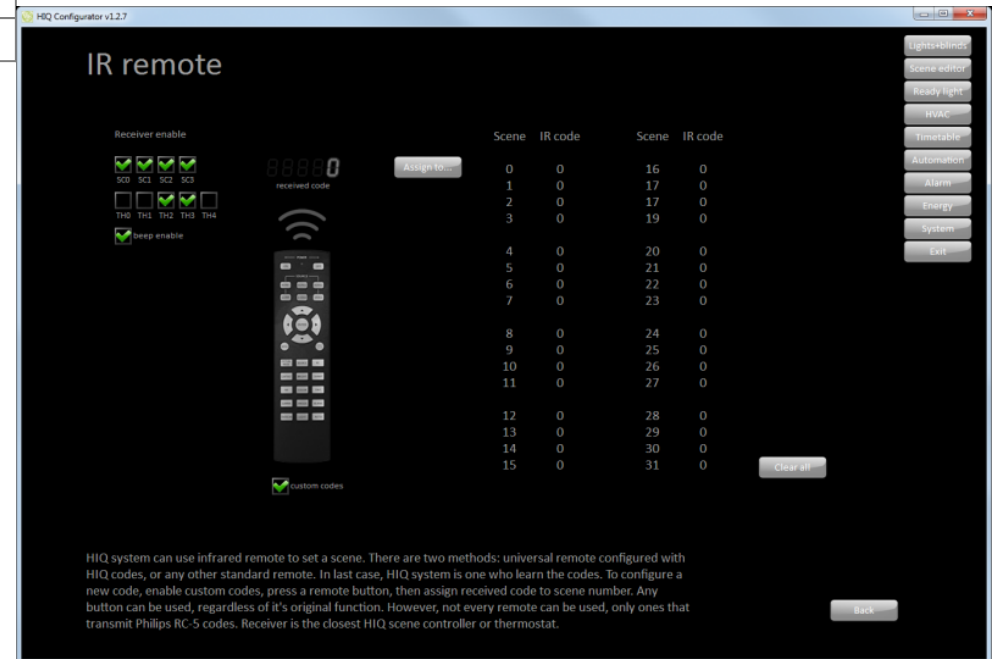 HIQ Configurator v1.2.7
IR remote
Lights+blinds
Scene editor
Ready light
HVAC
Timetable
Automation
Alarm
Energy
System
Exit
Receiver enable
SC0 SC1 SC2 SC3
TH0 TH1 TH2 TH3 TH4
beep enable
0
received code
Assign to...
custom codes
Scene IR code Scene IR code
0 0 16 0
1 0 17 0
2 0 17 0
3 0 19 0
4 0 20 0
5 0 21 0
6 0 22 0
7 0 23 0
8 0 24 0
9 0 25 0
10 0 26 0
11 0 27 0
12 0 28 0
13 0 29 0
14 0 30 0
15 0 31 0
Clear all
HIQ system can use infrared remote to set a scene. There are two methods: universal remote configured with
HIQ codes, or any other standard remote. In last case, HIQ system is one who learn the codes. To configure a
new code, enable custom codes, press a remote button, then assign received code to scene number. Any
button can be used, regardless of it's original function. However, not every remote can be used, only ones that
transmit Philips RC-5 codes. Receiver is the closest HIQ scene controller or thermostat.
Back